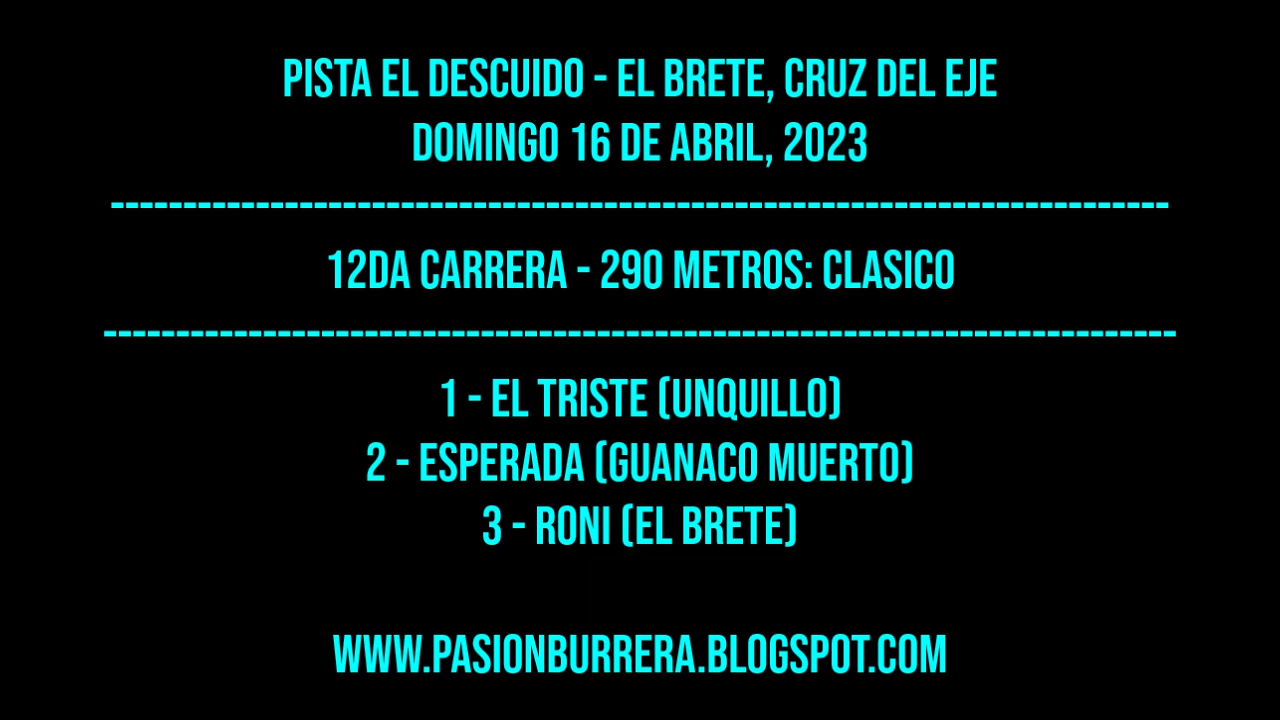 PISTA EL DESCUIDO - EL BRETE, CRUZ DEL EJE
DOMINGO 16 DE ABRIL, 2023
-------------------------------------------------------------------------
12DA CARRERA - 290 METROS: CLASICO
--------------------------------------------------------------------------
1 - EL TRISTE (UNQUILLO)
2 - ESPERADA (GUANACO MUERTO)
3 - RONI (EL BRETE)
WWW.PASIONBURRERA.BLOGSPOT.COM